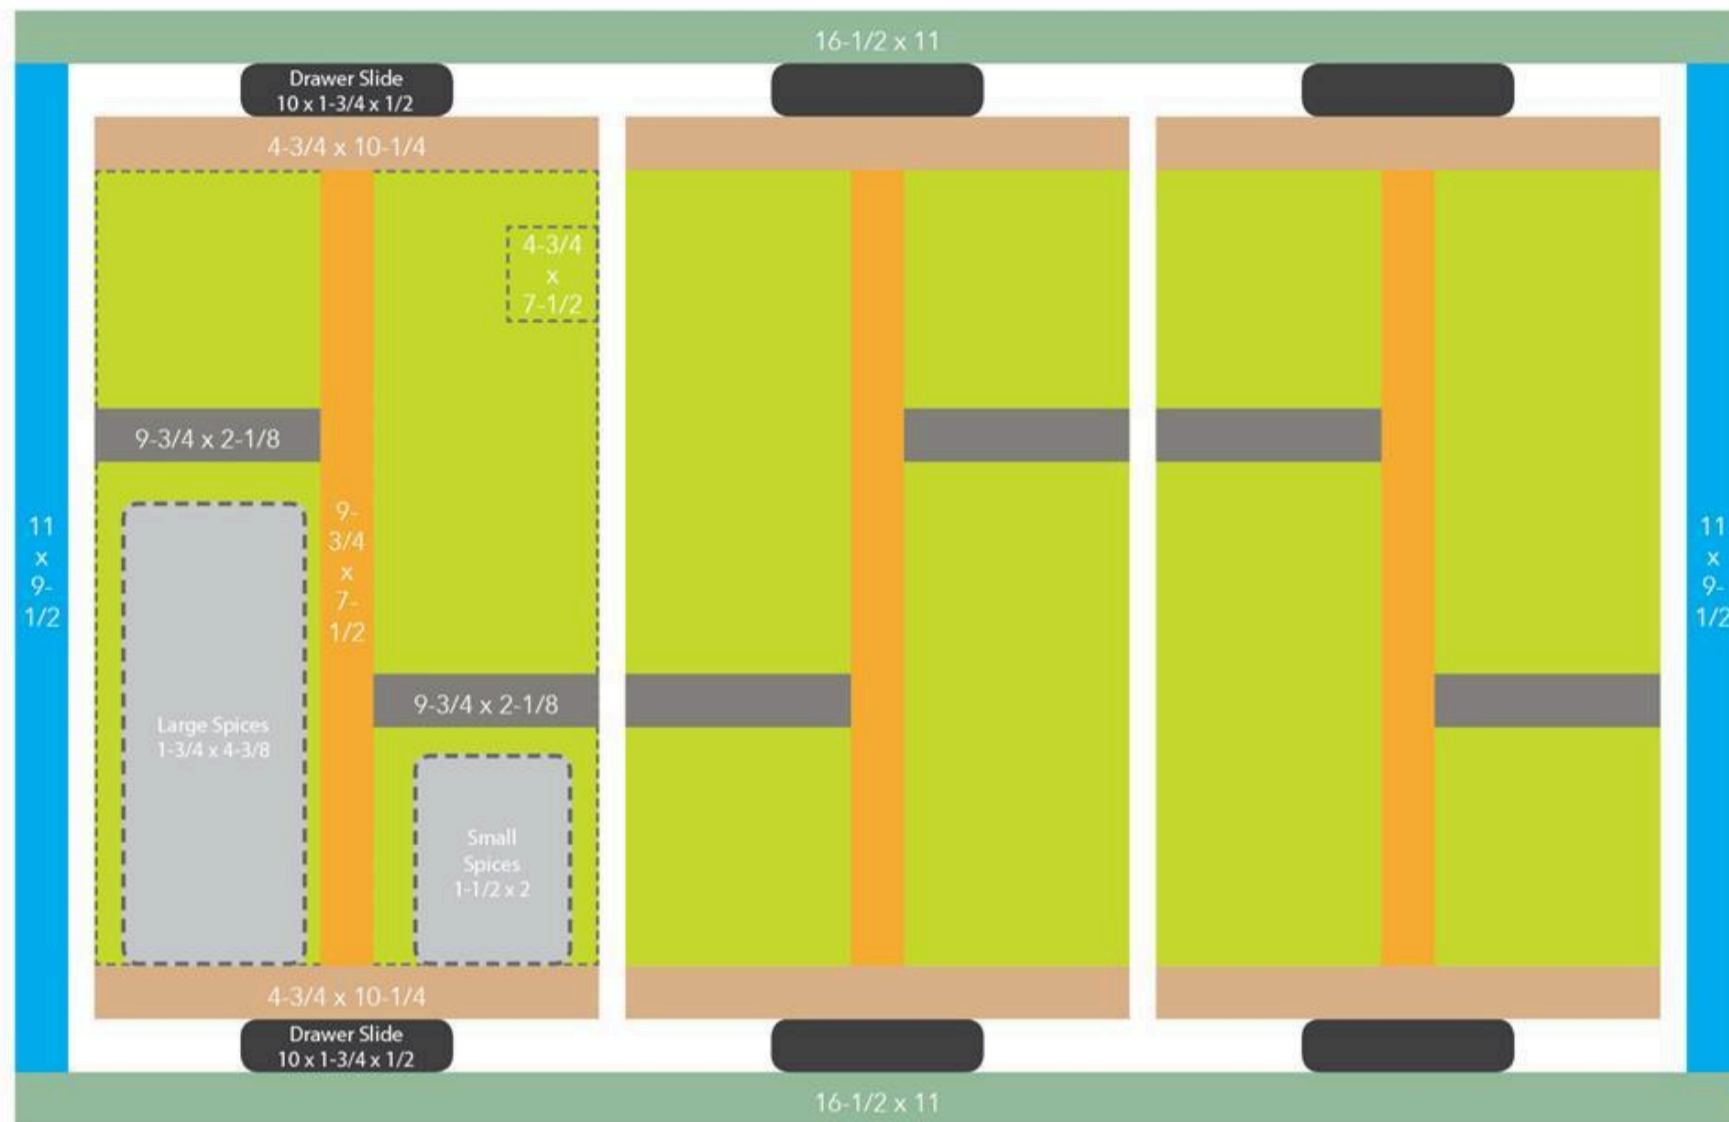 16-1/2 x 11
Drawer Slide
10 x 1-3/4 x 1/2
4-3/4 x 10-1/4
4-3/4
x
7-1/2
9-3/4 x 2-1/8
9-
3/4
x
7-
1/2
11
x
9-
1/2
11
x
9-
1/2
9-3/4 x 2-1/8
Large Spices
1-3/4 x 4-3/8
Small
Spices
1-1/2 x 2
4-3/4 x 10-1/4
Drawer Slide
10 x 1-3/4 x 1/2
16-1/2 x 11